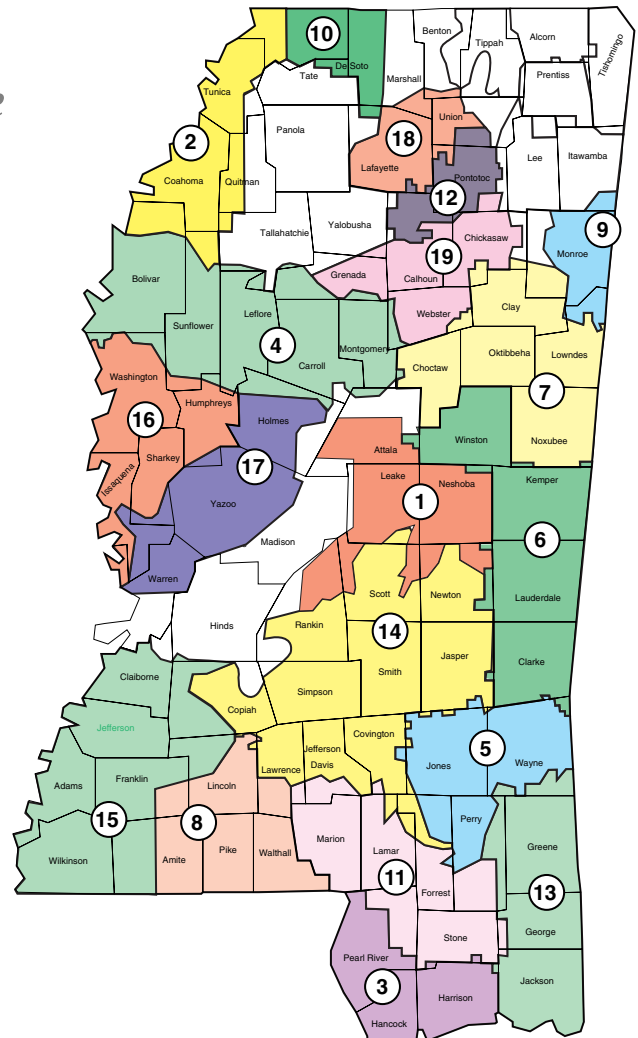 Benton
Tippah
Alcorn
Tishomingo
10
De Soto
Tate
Marshall
Prentiss
Tunica
Union
Panola
18
2
Lafayette
Lee
Itawamba
Coahoma
Quitman
Pontotoc
12
Yalobusha
Tallahatchie
Chickasaw
9
Monroe
19
Grenada
Calhoun
Bolivar
Leflore
Webster
Clay
Sunflower
4
Montgomery
Oktibbeha
Lowndes
Carroll
Choctaw
Washington
7
Humphreys
Holmes
16
Winston
Noxubee
Attala
Sharkey
17
Issaquena
Leake
Neshoba
Kemper
Yazoo
1
Madison
6
Warren
Scott
Newton
Lauderdale
Hinds
Rankin
14
Claiborne
Smith
Jasper
Clarke
Simpson
Copiah
Jefferson
Covington
Jefferson
Davis
5
Lawrence
Jones
Wayne
Adams
Franklin
Lincoln
15
8
Perry
Marion
Lamar
Greene
Wilkinson
Amite
Pike
Walthall
11
Forrest
13
Stone
George
Pearl River
3
Harrison
Jackson
Hancock